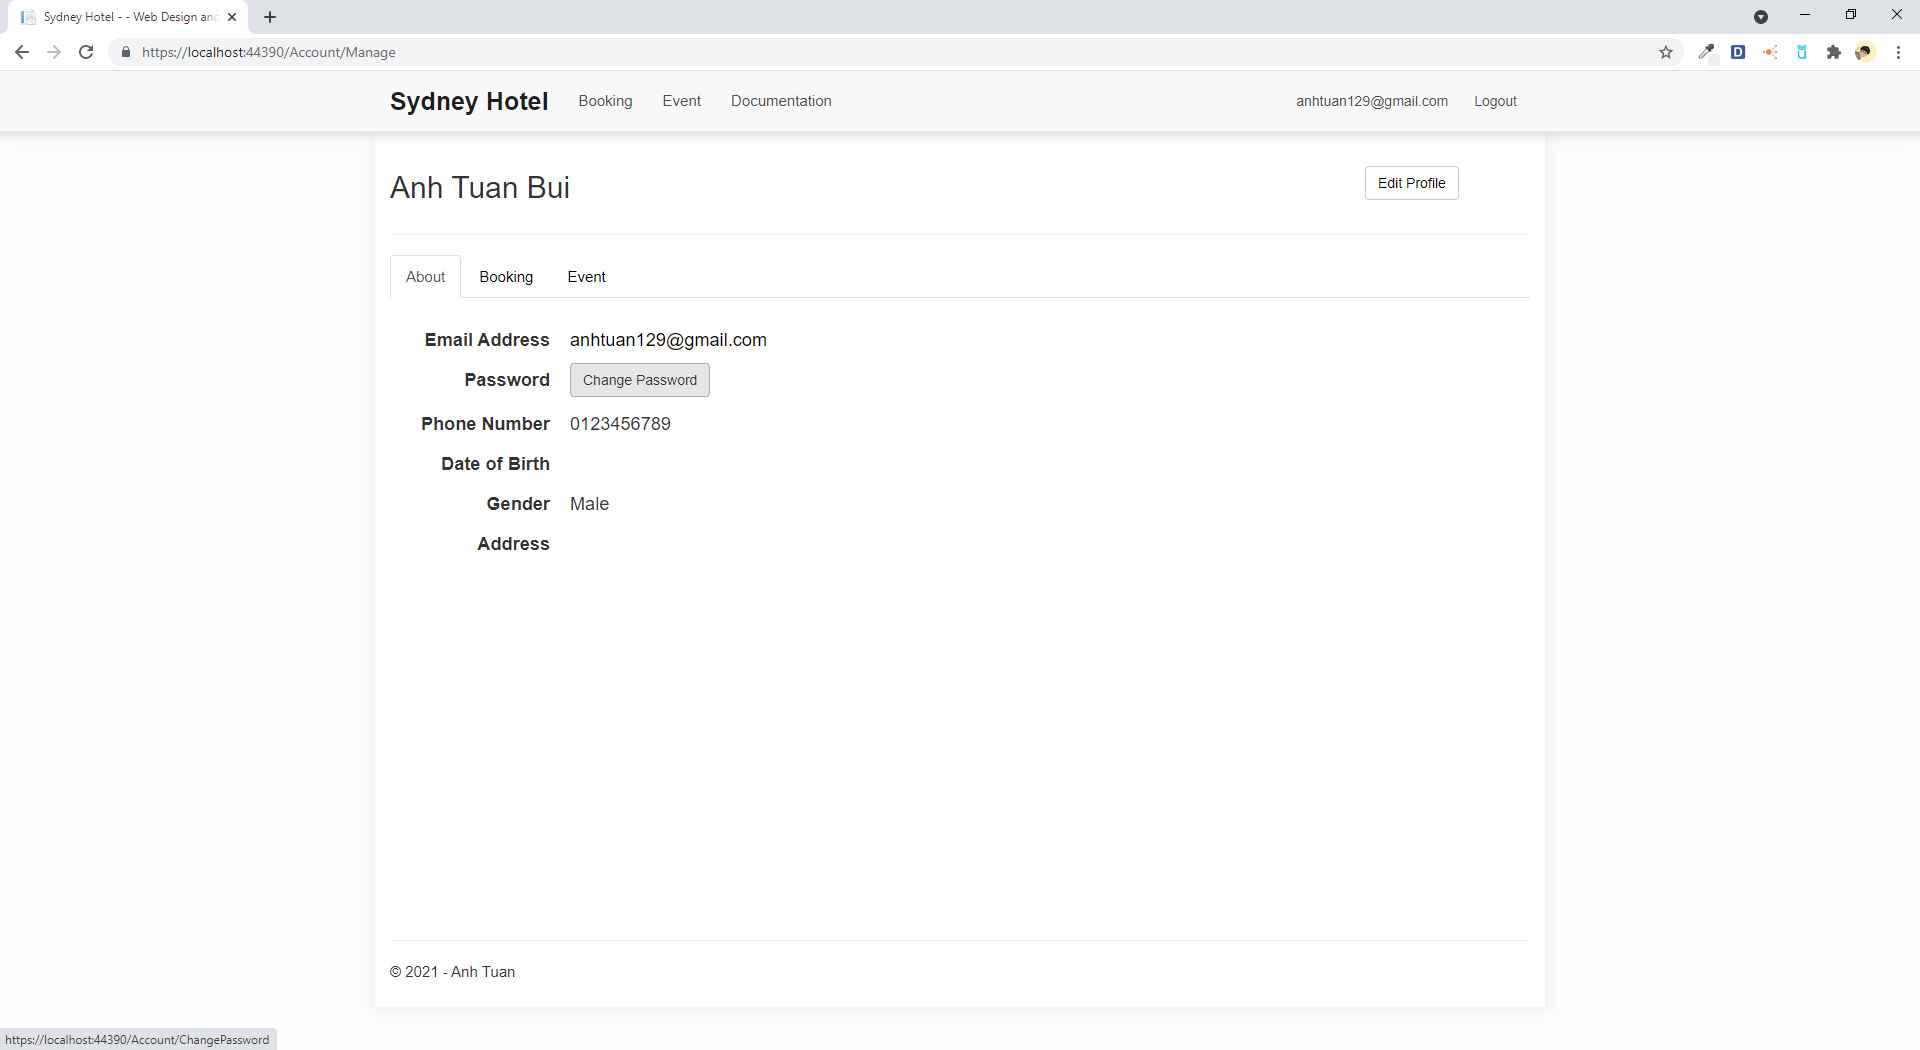 Sydney Hotel - - Web Design and
https://localhost:44390/Account/Manage
Sydney Hotel Booking Event Documentation anhtuan129@gmail.com Logout
Anh Tuan Bui Edit Profile
About Booking Event
Email Address anhtuan129@gmail.com
Password Change Password
Phone Number 0123456789
Date of Birth
Gender Male
Address
© 2021 - Anh Tuan
https://localhost:44390/Account/ChangePassword